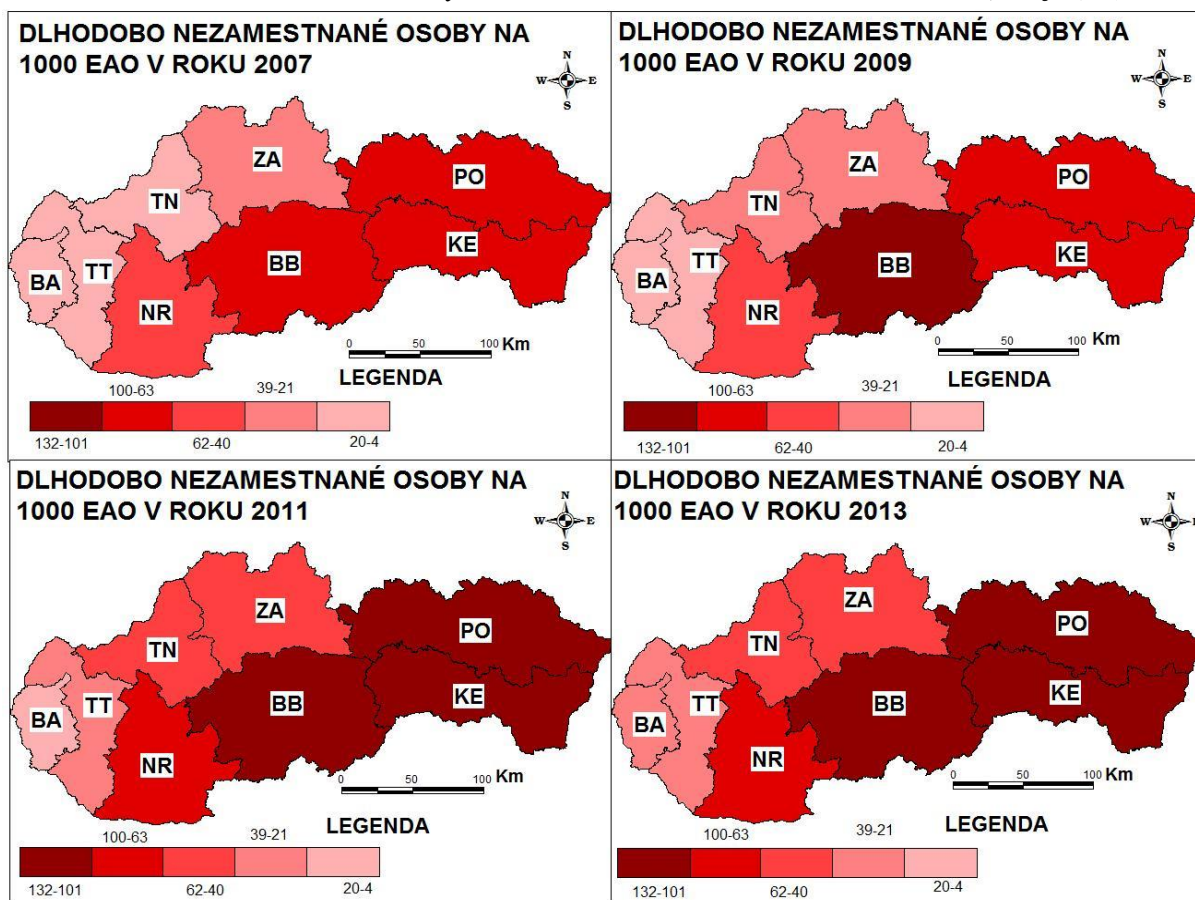 DLHODOBO NEZAMESTNANÉ OSOBY NA
1000 EAO V ROKU 2007
N
W E
S
ZA
PO
TN
KE
BA
TT
BB
NR
0 50 100 Km
LEGENDA
100-63 39-21
132-101 62-40 20-4
DLHODOBO NEZAMESTNANÉ OSOBY NA
1000 EAO V ROKU 2009
N
W E
S
ZA
PO
TN
KE
BA
TT
BB
NR
0 50 100 Km
LEGENDA
100-63 39-21
132-101 62-40 20-4
DLHODOBO NEZAMESTNANÉ OSOBY NA
1000 EAO V ROKU 2011
N
W E
S
ZA
PO
TN
KE
BA
TT
BB
NR
0 50 100 Km
LEGENDA
100-63 39-21
132-101 62-40 20-4
DLHODOBO NEZAMESTNANÉ OSOBY NA
1000 EAO V ROKU 2013
N
W E
S
ZA
PO
TN
KE
BA
TT
BB
NR
0 50 100 Km
LEGENDA
100-63 39-21
132-101 62-40 20-4